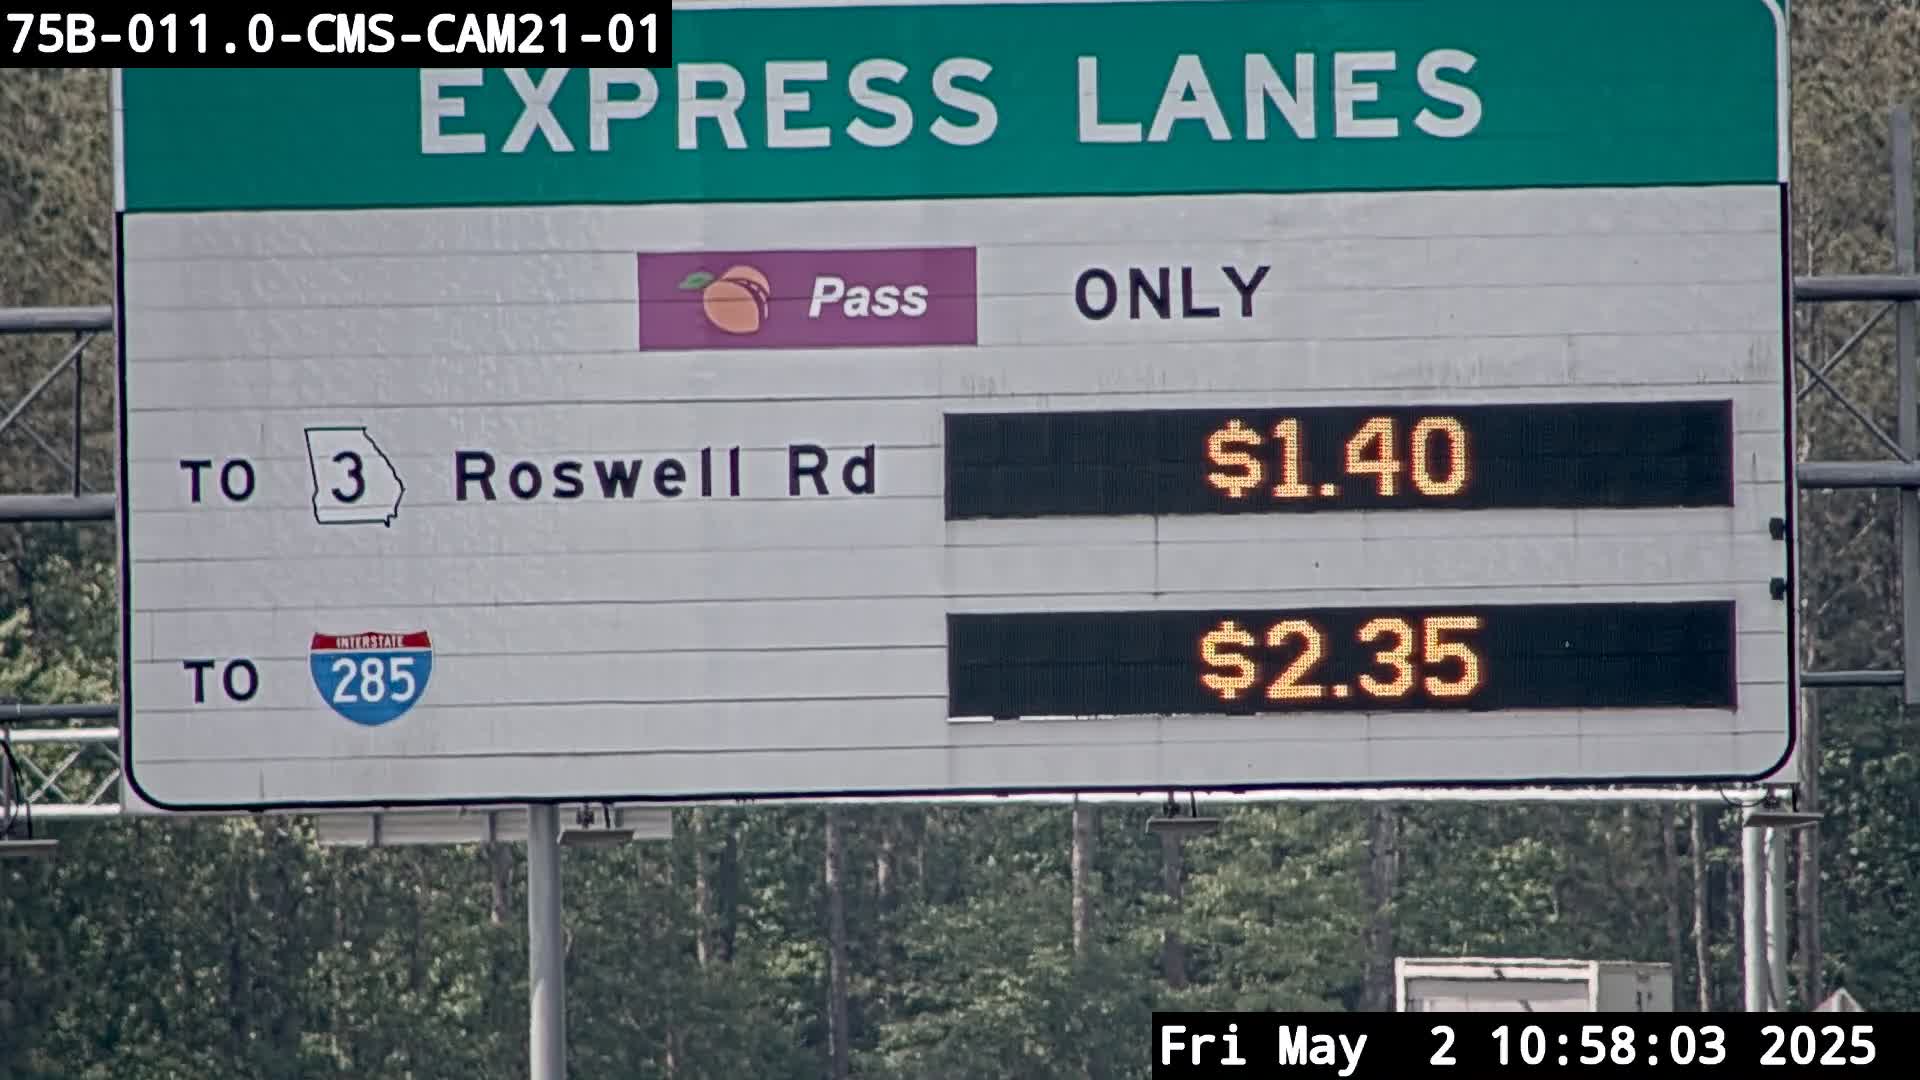 75B-011.0-CMS-CAM21-01
EXPRESS LANES
Pass ONLY
TO 3 Roswell Rd $1.40
INTERSTATE
TO 285 $2.35
Fri May 2 10:58:03 2025